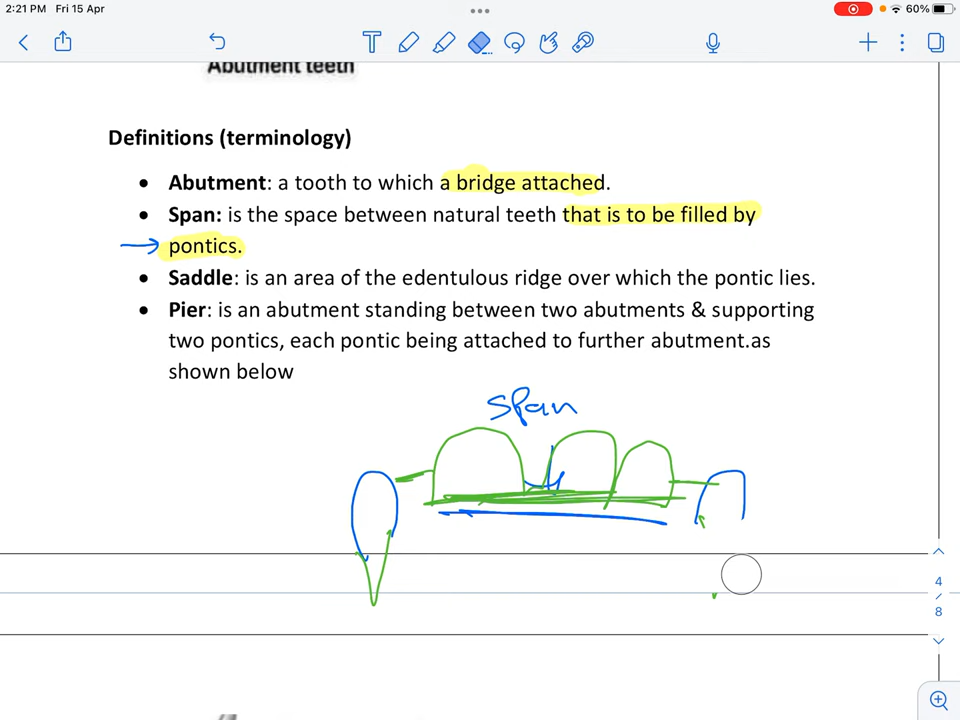 2:21 PM Fri 15 Apr
60%
Abutment teeth
Definitions (terminology)
• Abutment: a tooth to which a bridge attached.
• Span: is the space between natural teeth that is to be filled by
pontics.
• Saddle: is an area of the edentulous ridge over which the pontic lies.
• Pier: is an abutment standing between two abutments & supporting
two pontics, each pontic being attached to further abutment.as
shown below
span
4
/
8